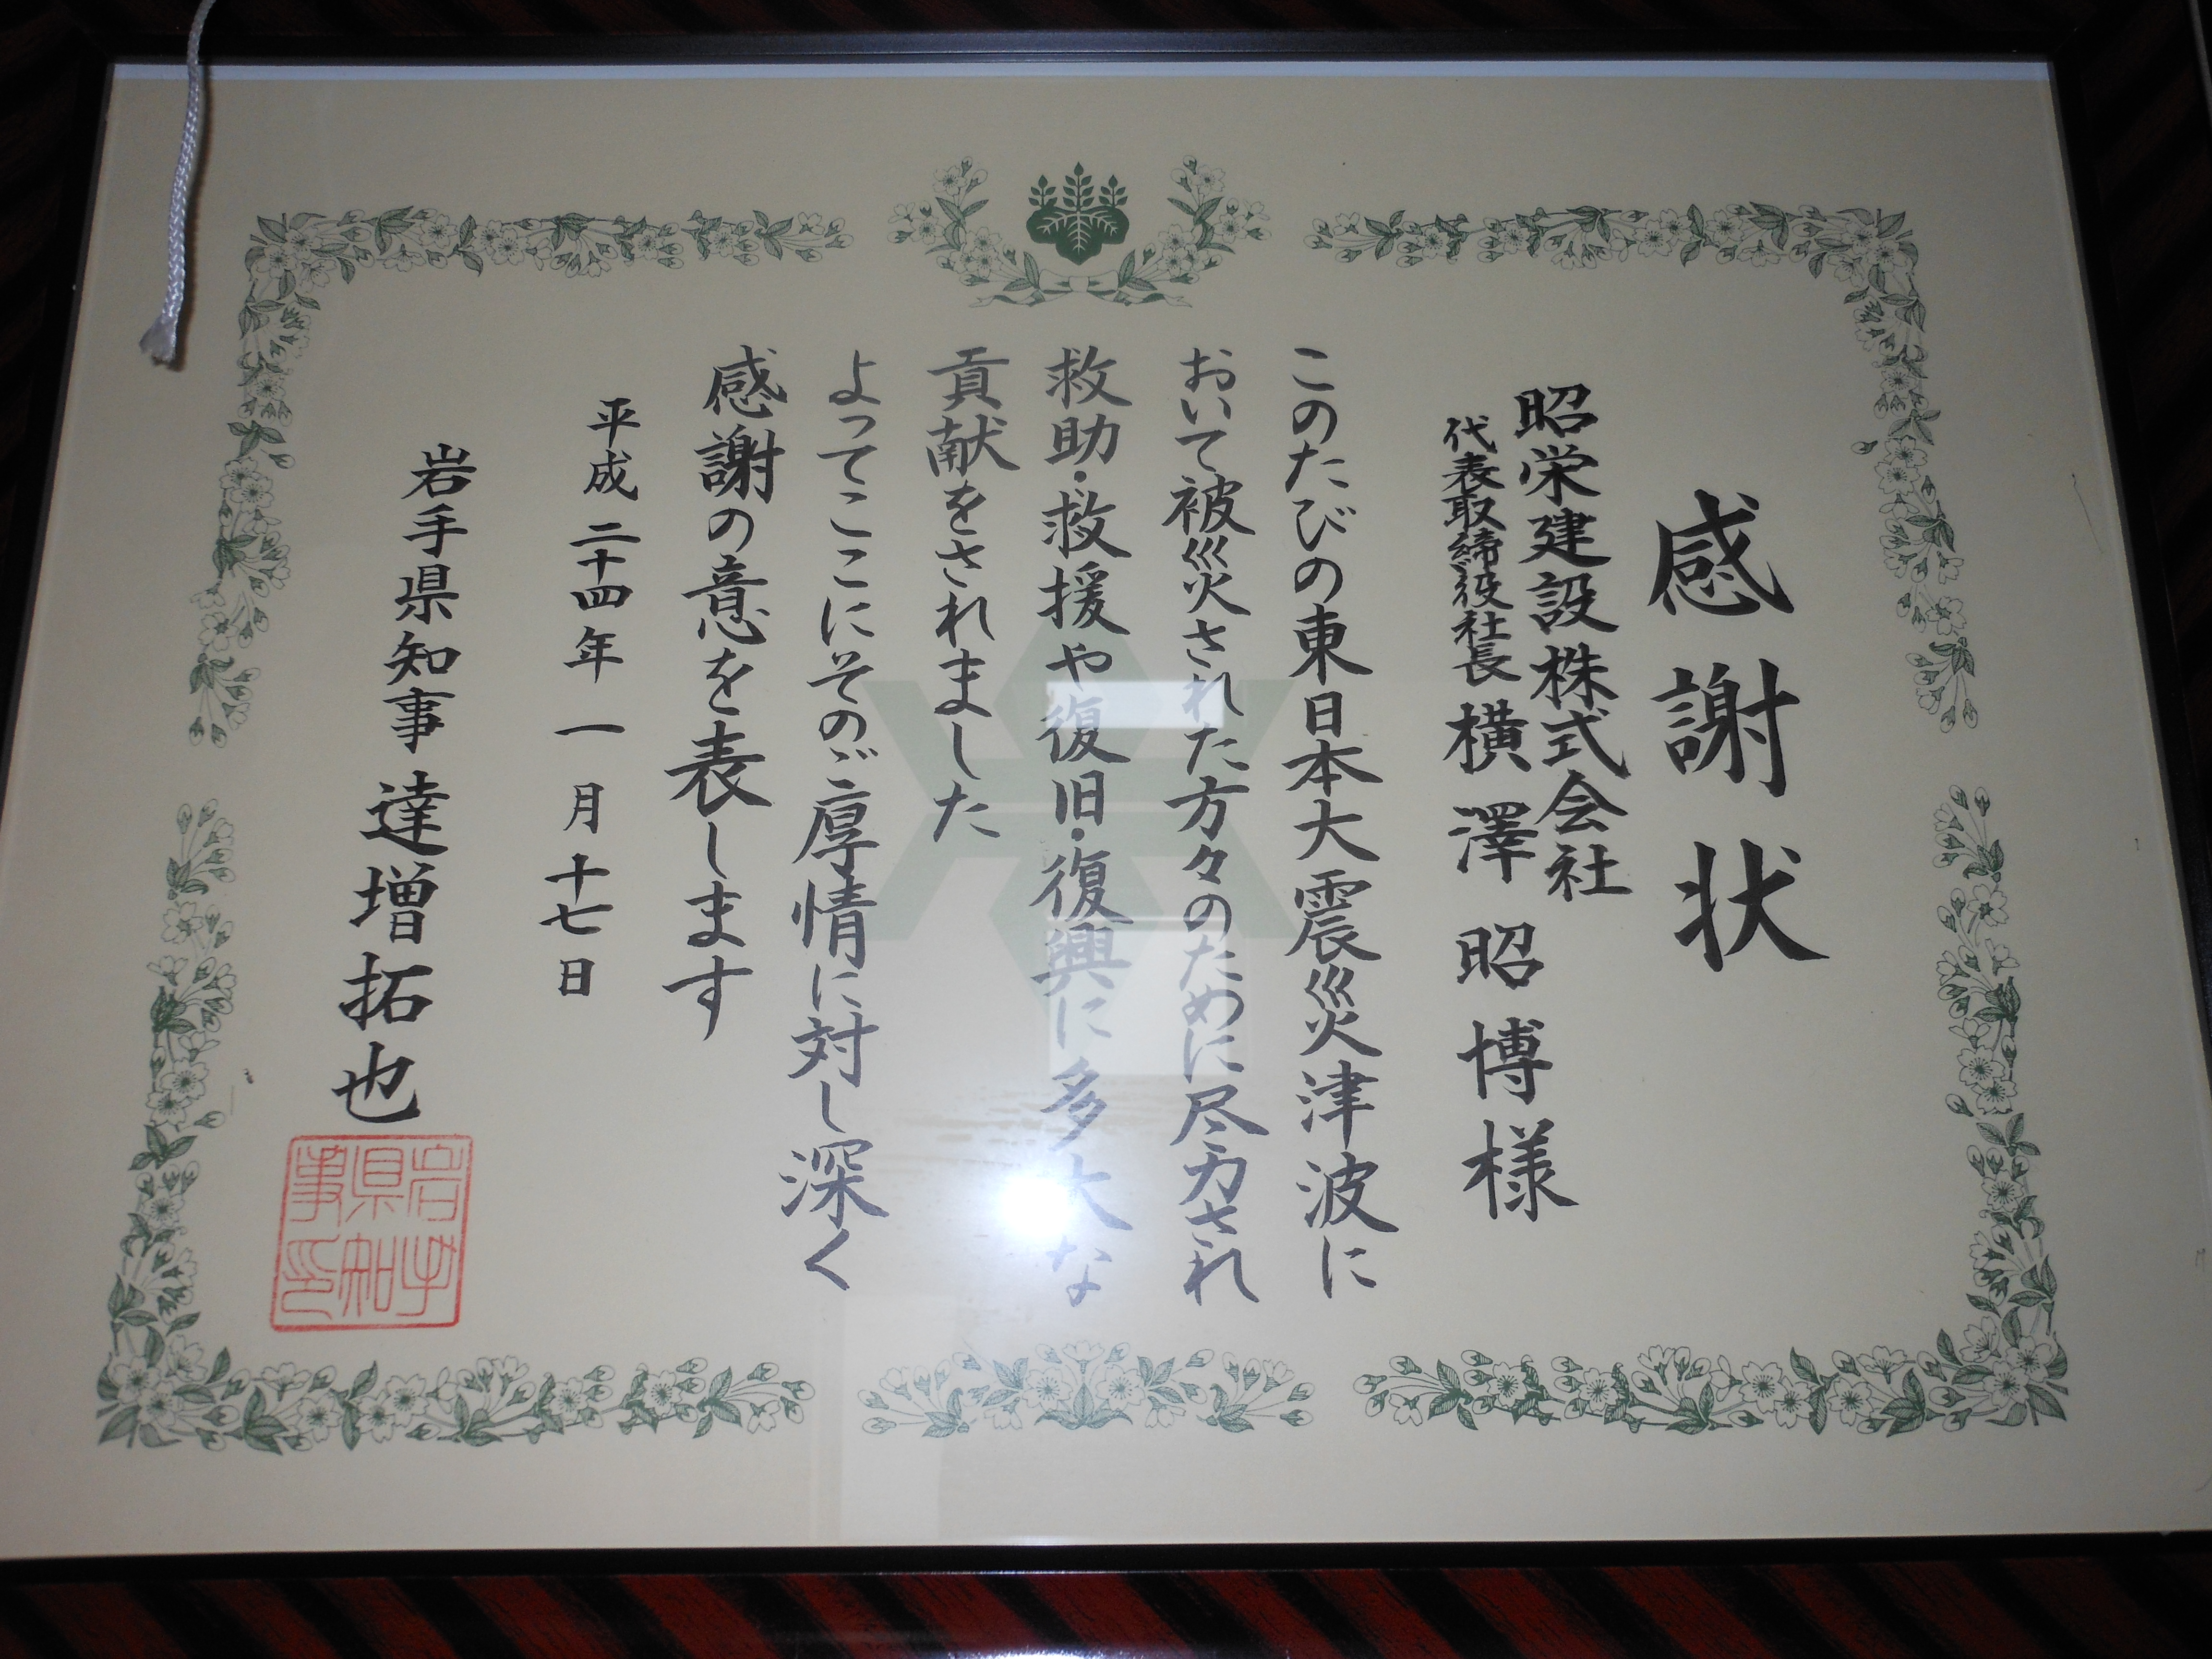 感謝状
昭栄建設株式会社
代表取締役社長 横澤昭博様
このたびの東日本大震災津波に
おいて被災された方々のために尽力され
救助・救援や復旧・復興に多大な
貢献をされました
よってここにそのご厚情に対し深く
感謝の意を表します
平成二十四年一月十七日
岩手県知事 達増拓也
岩手県知事印